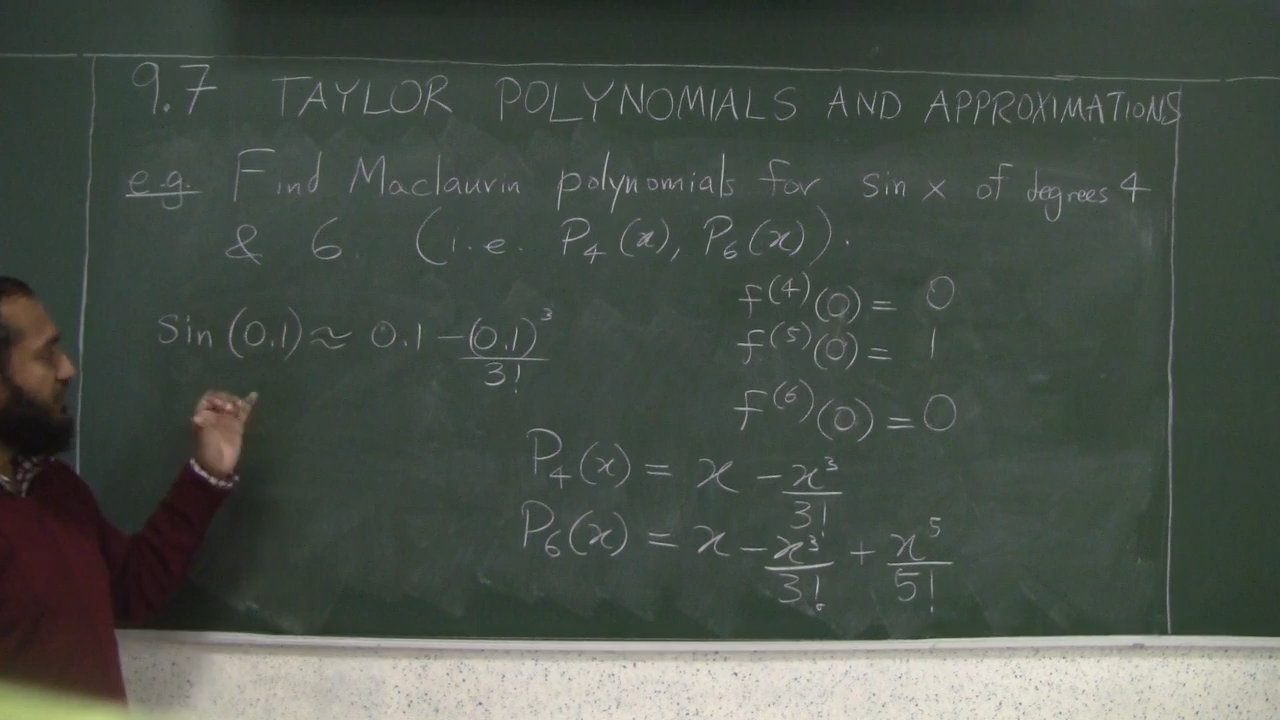 9.7 TAYLOR POLYNOMIALS AND APPROXIMATIONS
e.g. Find Maclaurin polynomials for sin x of degrees 4
& 6. (i.e. P₄(x), P₆(x)).
f⁽⁴⁾(0) = 0
f⁽⁵⁾(0) = 1
f⁽⁶⁾(0) = 0
Sin(0.1) ≈ 0.1 - (0.1)³/3!
P₄(x) = x - x³/3!
P₆(x) = x - x³/3! + x⁵/5!